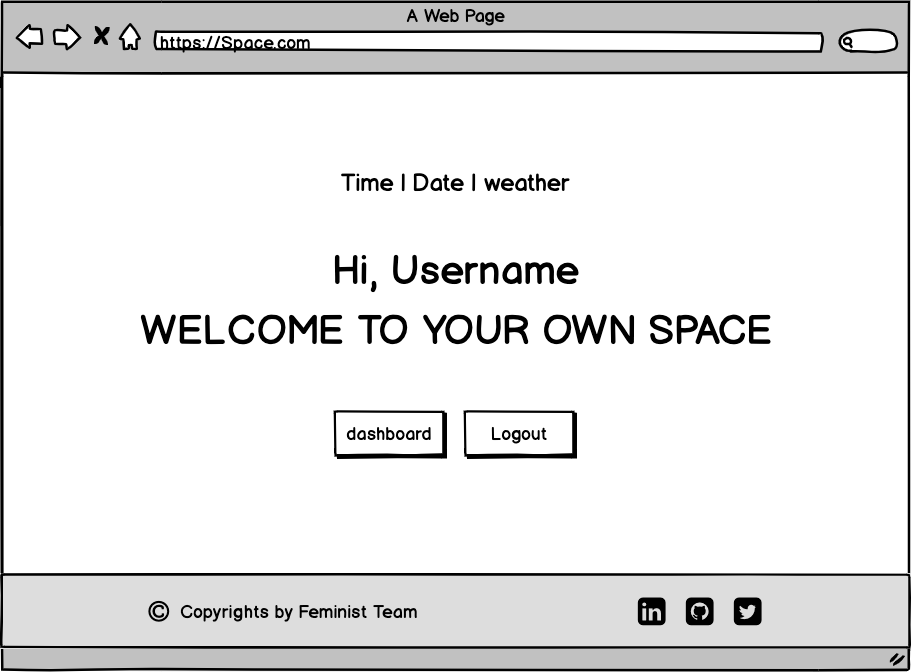 A Web Page
https://Space.com
Time | Date | weather
Hi, Username
WELCOME TO YOUR OWN SPACE
dashboard
Logout
© Copyrights by Feminist Team
in